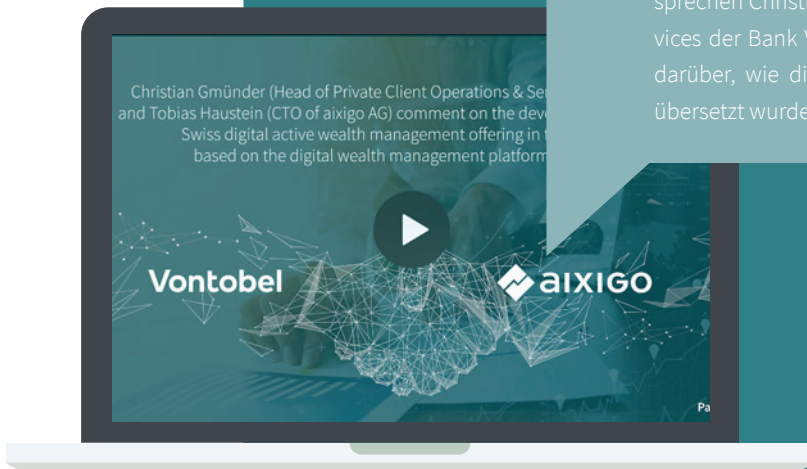 sprechen Christ
vices der Bank V
darüber, wie di
übersetzt wurde
Christian Gmünder (Head of Private Client Operations & Se
and Tobias Haustein (CTO of aixigo AG) comment on the deve
Swiss digital active wealth management offering in
based on the digital wealth management platform
Vontobel
aixigo
Pa